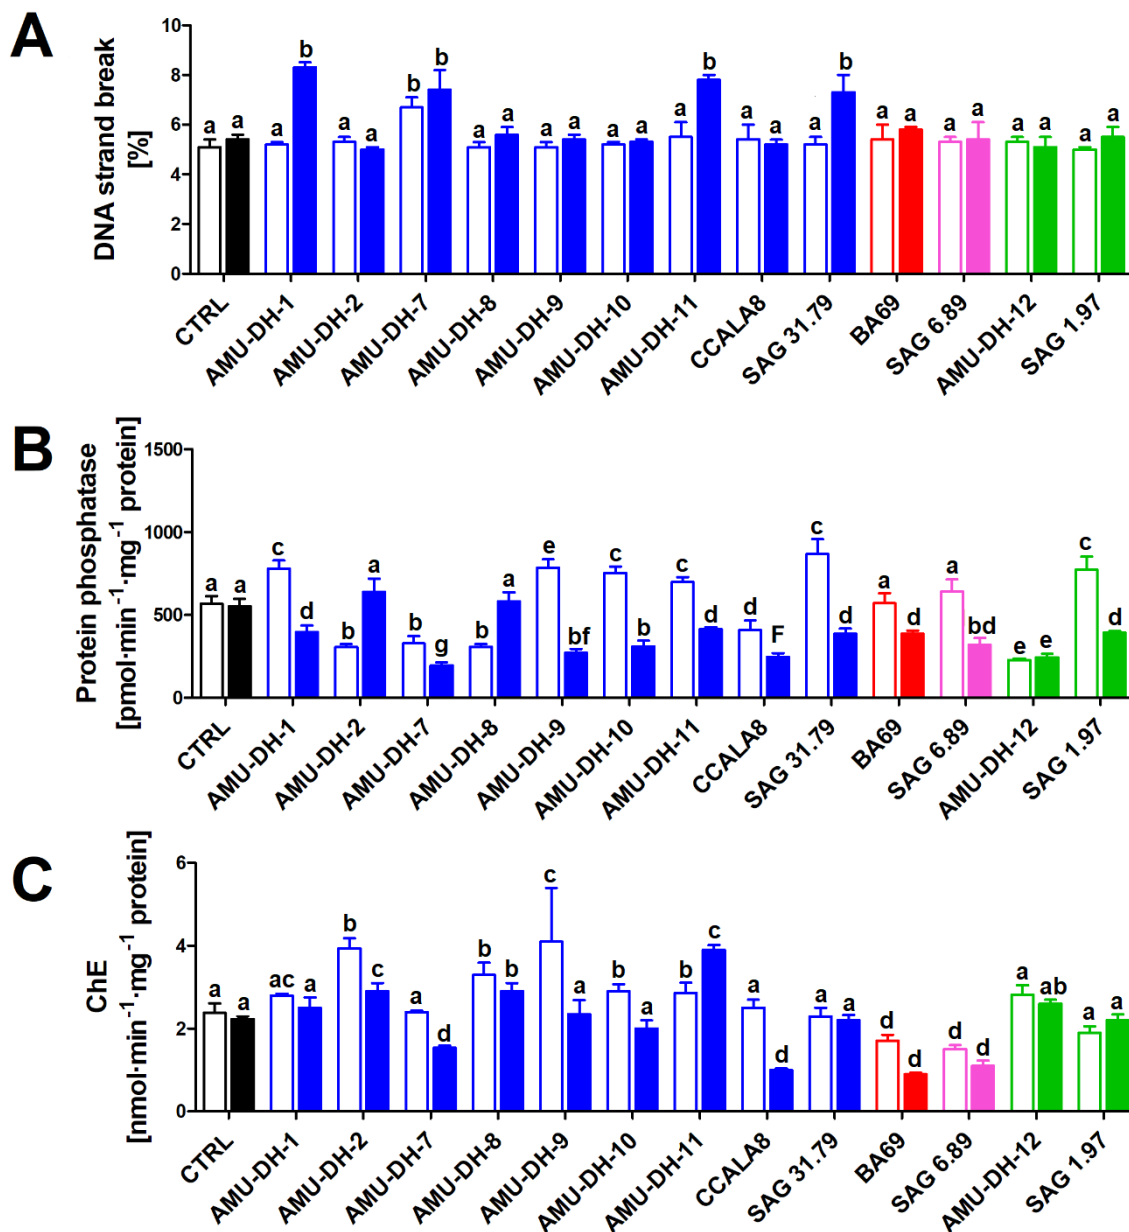 A
DNA strand break
[%]
10
8
6
4
2
0
a a a b a a b b a a a a a a a b a a a b a a a a a a a a
CTRL
AMU-DH-1
AMU-DH-2
AMU-DH-7
AMU-DH-8
AMU-DH-9
AMU-DH-10
AMU-DH-11
CCALA8
SAG 31.79
BA69
SAG 6.89
AMU-DH-12
SAG 1.97
B
Protein phosphatase
[pmol·min⁻¹·mg⁻¹ protein]
1500
1000
500
0
a a c d b a b g b a e bf c b c d d F c d a d a bd e e c d
CTRL
AMU-DH-1
AMU-DH-2
AMU-DH-7
AMU-DH-8
AMU-DH-9
AMU-DH-10
AMU-DH-11
CCALA8
SAG 31.79
BA69
SAG 6.89
AMU-DH-12
SAG 1.97
C
ChE
[nmol·min⁻¹·mg⁻¹ protein]
6
4
2
0
a a ac a b c a d b b c a b a b c a d a a d d d d a ab a a
CTRL
AMU-DH-1
AMU-DH-2
AMU-DH-7
AMU-DH-8
AMU-DH-9
AMU-DH-10
AMU-DH-11
CCALA8
SAG 31.79
BA69
SAG 6.89
AMU-DH-12
SAG 1.97